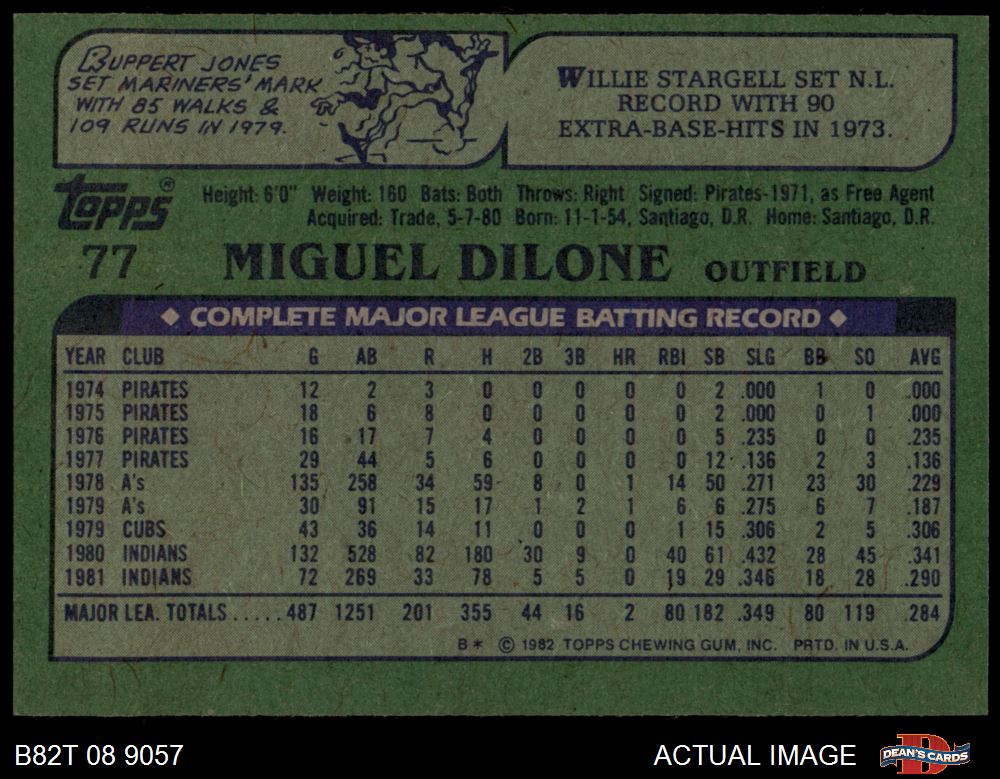 RUPPERT JONES
SET MARINERS' MARK
WITH 85 WALKS &
109 RUNS IN 1979.
WILLIE STARGELL SET N.L.
RECORD WITH 90
EXTRA-BASE-HITS IN 1973.
TOPPS®
Height: 6'0" Weight: 160 Bats: Both Throws: Right Signed: Pirates-1971, as Free Agent
Acquired: Trade, 5-7-80 Born: 11-1-54, Santiago, D.R. Home: Santiago, D.R.
77 MIGUEL DILONE OUTFIELD
◆ COMPLETE MAJOR LEAGUE BATTING RECORD ◆
YEAR CLUB G AB R H 2B 3B HR RBI SB SLG BB SO AVG
1974 PIRATES 12 2 3 0 0 0 0 0 2 .000 1 0 .000
1975 PIRATES 18 6 8 0 0 0 0 0 2 .000 0 1 .000
1976 PIRATES 16 17 7 4 0 0 0 0 5 .235 0 0 .235
1977 PIRATES 29 44 5 6 0 0 0 0 12 .136 2 3 .136
1978 A's 135 258 34 59 8 0 1 14 50 .271 23 30 .229
1979 A's 30 91 15 17 1 2 1 6 6 .275 6 7 .187
1979 CUBS 43 36 14 11 0 0 0 1 15 .306 2 5 .306
1980 INDIANS 132 528 82 180 30 9 0 40 61 .432 28 45 .341
1981 INDIANS 72 269 33 78 5 5 0 19 29 .346 18 28 .290
MAJOR LEA. TOTALS.....487 1251 201 355 44 16 2 80 182 .349 80 119 .284
B* © 1982 TOPPS CHEWING GUM, INC. PRTD. IN U.S.A.
B82T 08 9057
ACTUAL IMAGE
DEAN'S CARDS